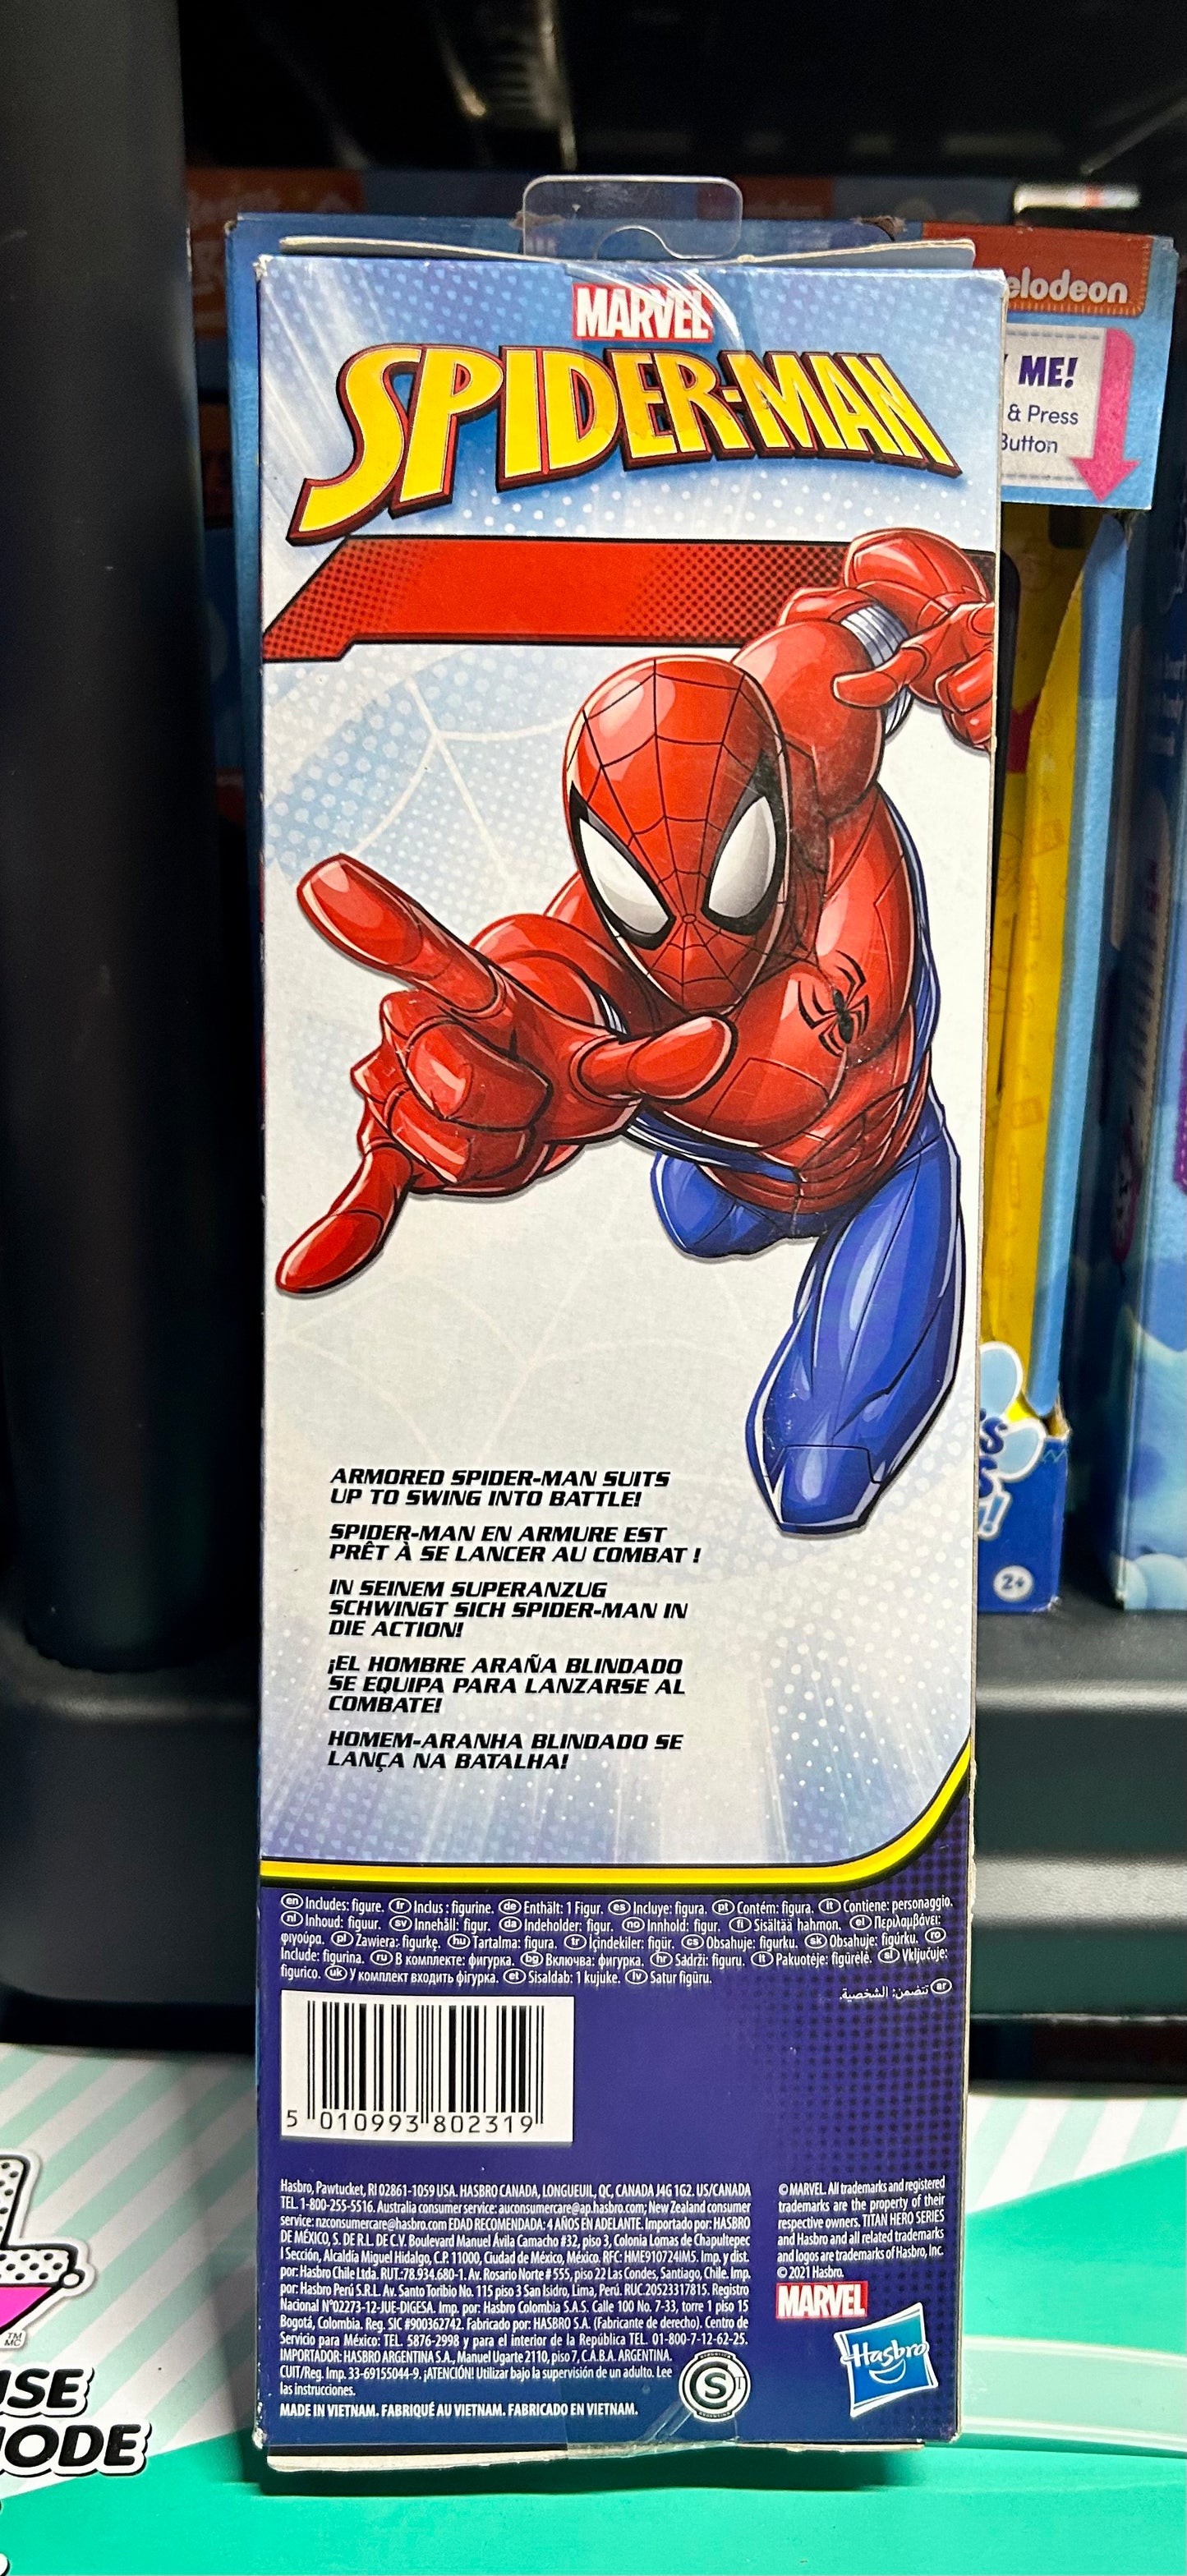 MARVEL
SPIDER-MAN
elodeon
ME!
& Press
Button
ARMORED SPIDER-MAN SUITS
UP TO SWING INTO BATTLE!
SPIDER-MAN EN ARMURE EST
PRÊT À SE LANCER AU COMBAT !
IN SEINEM SUPERANZUG
SCHWINGT SICH SPIDER-MAN IN
DIE ACTION!
¡EL HOMBRE ARAÑA BLINDADO
SE EQUIPA PARA LANZARSE AL
COMBATE!
HOMEM-ARANHA BLINDADO SE
LANÇA NA BATALHA!
2+
en Includes: figure. fr Inclus : figurine. de Enthält: 1 Figur. es Incluye: figura. pt Contém: figura. it Contiene: personaggio.
nl Inhoud: figuur. sv Innehåll: figur. da Indeholder: figur. no Innhold: figur. fi Sisältää hahmon. el Περιλαμβάνει:
φιγούρα. pl Zawiera: figurkę. hu Tartalma: figura. tr İçindekiler: figür. cs Obsahuje: figurku. sk Obsahuje: figúrku. ro
Include: figurina. ru В комплекте: фигурка. bg Включва: фигурка. hr Sadrži: figuru. lt Pakuotėje: figūrėlė. sl Vključuje:
figurico. uk У комплект входить фігурка. et Sisaldab: 1 kujuke. lv Satur figūru.
ar تتضمن: الشخصية.
5 010993 802319
Hasbro, Pawtucket, RI 02861-1059 USA. HASBRO CANADA, LONGUEUIL, QC, CANADA J4G 1G2. US/CANADA
TEL. 1-800-255-5516. Australia consumer service: auconsumercare@ap.hasbro.com; New Zealand consumer
service: nzconsumercare@hasbro.com EDAD RECOMENDADA: 4 AÑOS EN ADELANTE. Importado por: HASBRO
DE MÉXICO, S. DE R.L. DE C.V. Boulevard Manuel Ávila Camacho #32, piso 3, Colonia Lomas de Chapultepec
I Sección, Alcaldía Miguel Hidalgo, C.P. 11000, Ciudad de México, México. RFC: HME910724IM5. Imp. y dist.
por: Hasbro Chile Ltda. RUT.:78.934.680-1. Av. Rosario Norte # 555, piso 22 Las Condes, Santiago, Chile. Imp.
por: Hasbro Perú S.R.L. Av. Santo Toribio No. 115 piso 3 San Isidro, Lima, Perú. RUC 20523317815. Registro
Nacional N°02273-12-JUE-DIGESA. Imp. por: Hasbro Colombia S.A.S. Calle 100 No. 7-33, torre 1 piso 15
Bogotá, Colombia. Reg. SIC #900362742. Fabricado por: HASBRO S.A. (Fabricante de derecho). Centro de
Servicio para México: TEL. 5876-2998 y para el interior de la República TEL. 01-800-7-12-62-25.
IMPORTADOR: HASBRO ARGENTINA S.A., Manuel Ugarte 2110, piso 7, C.A.B.A. ARGENTINA.
CUIT/Reg. Imp. 33-69155044-9. ¡ATENCIÓN! Utilizar bajo la supervisión de un adulto. Lee
las instrucciones.
MADE IN VIETNAM. FABRIQUÉ AU VIETNAM. FABRICADO EN VIETNAM.
© MARVEL. All trademarks and registered
trademarks are the property of their
respective owners. TITAN HERO SERIES
and Hasbro and all related trademarks
and logos are trademarks of Hasbro, Inc.
© 2021 Hasbro.
MARVEL
Hasbro
S
TM
MC
USE
MODE